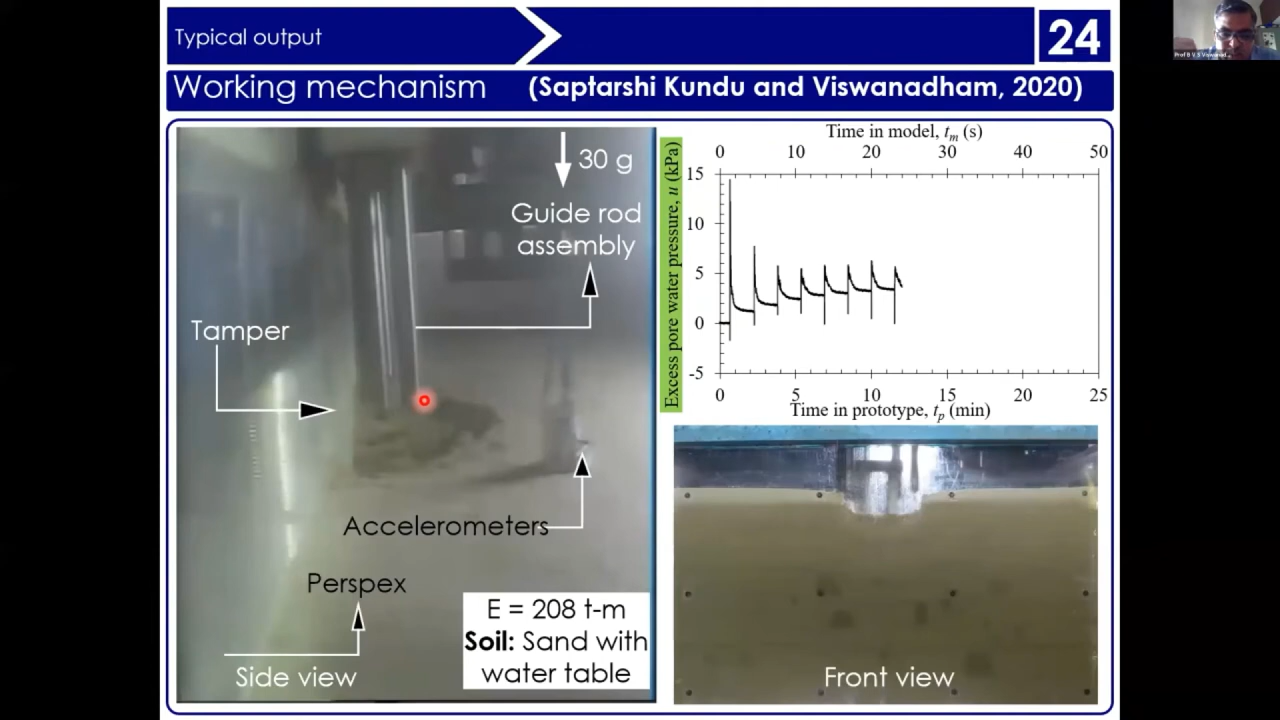 Typical output
24
Working mechanism (Saptarshi Kundu and Viswanadham, 2020)
30 g
Guide rod
assembly
Tamper
Accelerometers
Perspex
E = 208 t-m
Soil: Sand with
water table
Side view
Time in model, tm (s)
0 10 20 30 40 50
Excess pore water pressure, u (kPa)
15
10
5
0
-5
0 5 10 15 20 25
Time in prototype, tp (min)
Front view